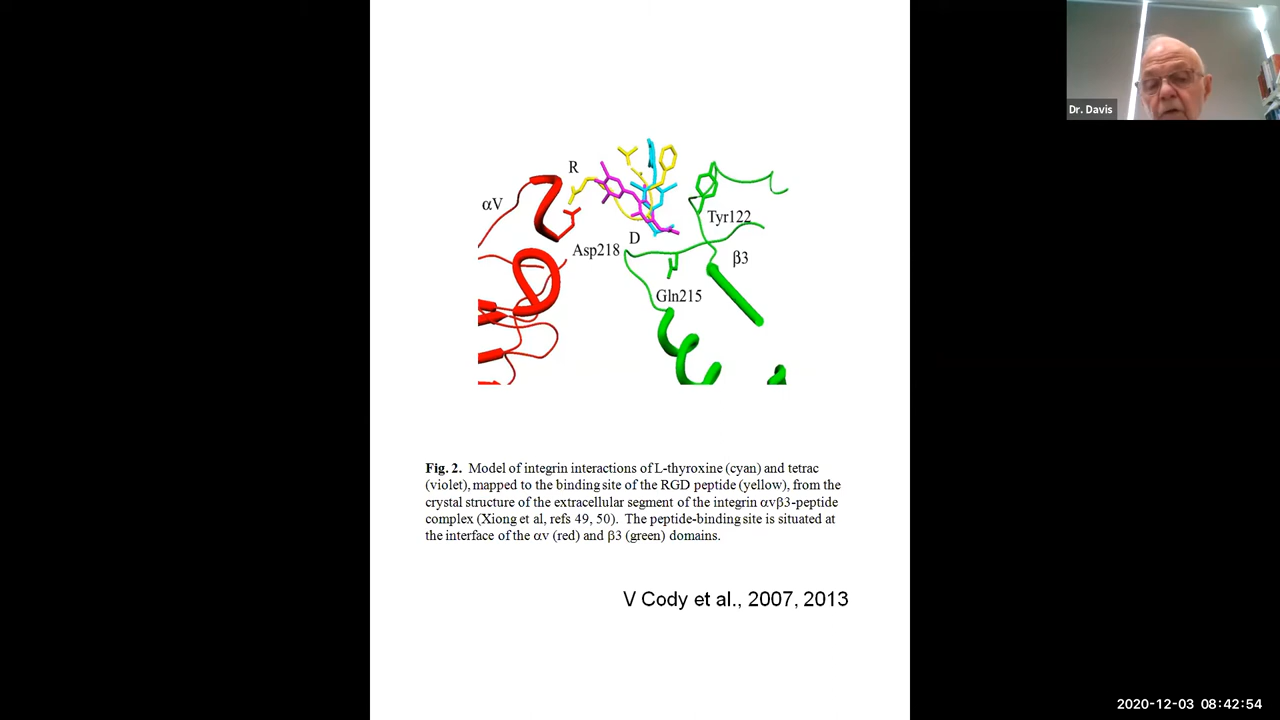 Dr. Davis
R
αV
Tyr122
D
Asp218
β3
Gln215
Fig. 2. Model of integrin interactions of L-thyroxine (cyan) and tetrac
(violet), mapped to the binding site of the RGD peptide (yellow), from the
crystal structure of the extracellular segment of the integrin αvβ3-peptide
complex (Xiong et al, refs 49, 50). The peptide-binding site is situated at
the interface of the αv (red) and β3 (green) domains.
V Cody et al., 2007, 2013
2020-12-03 08:42:54